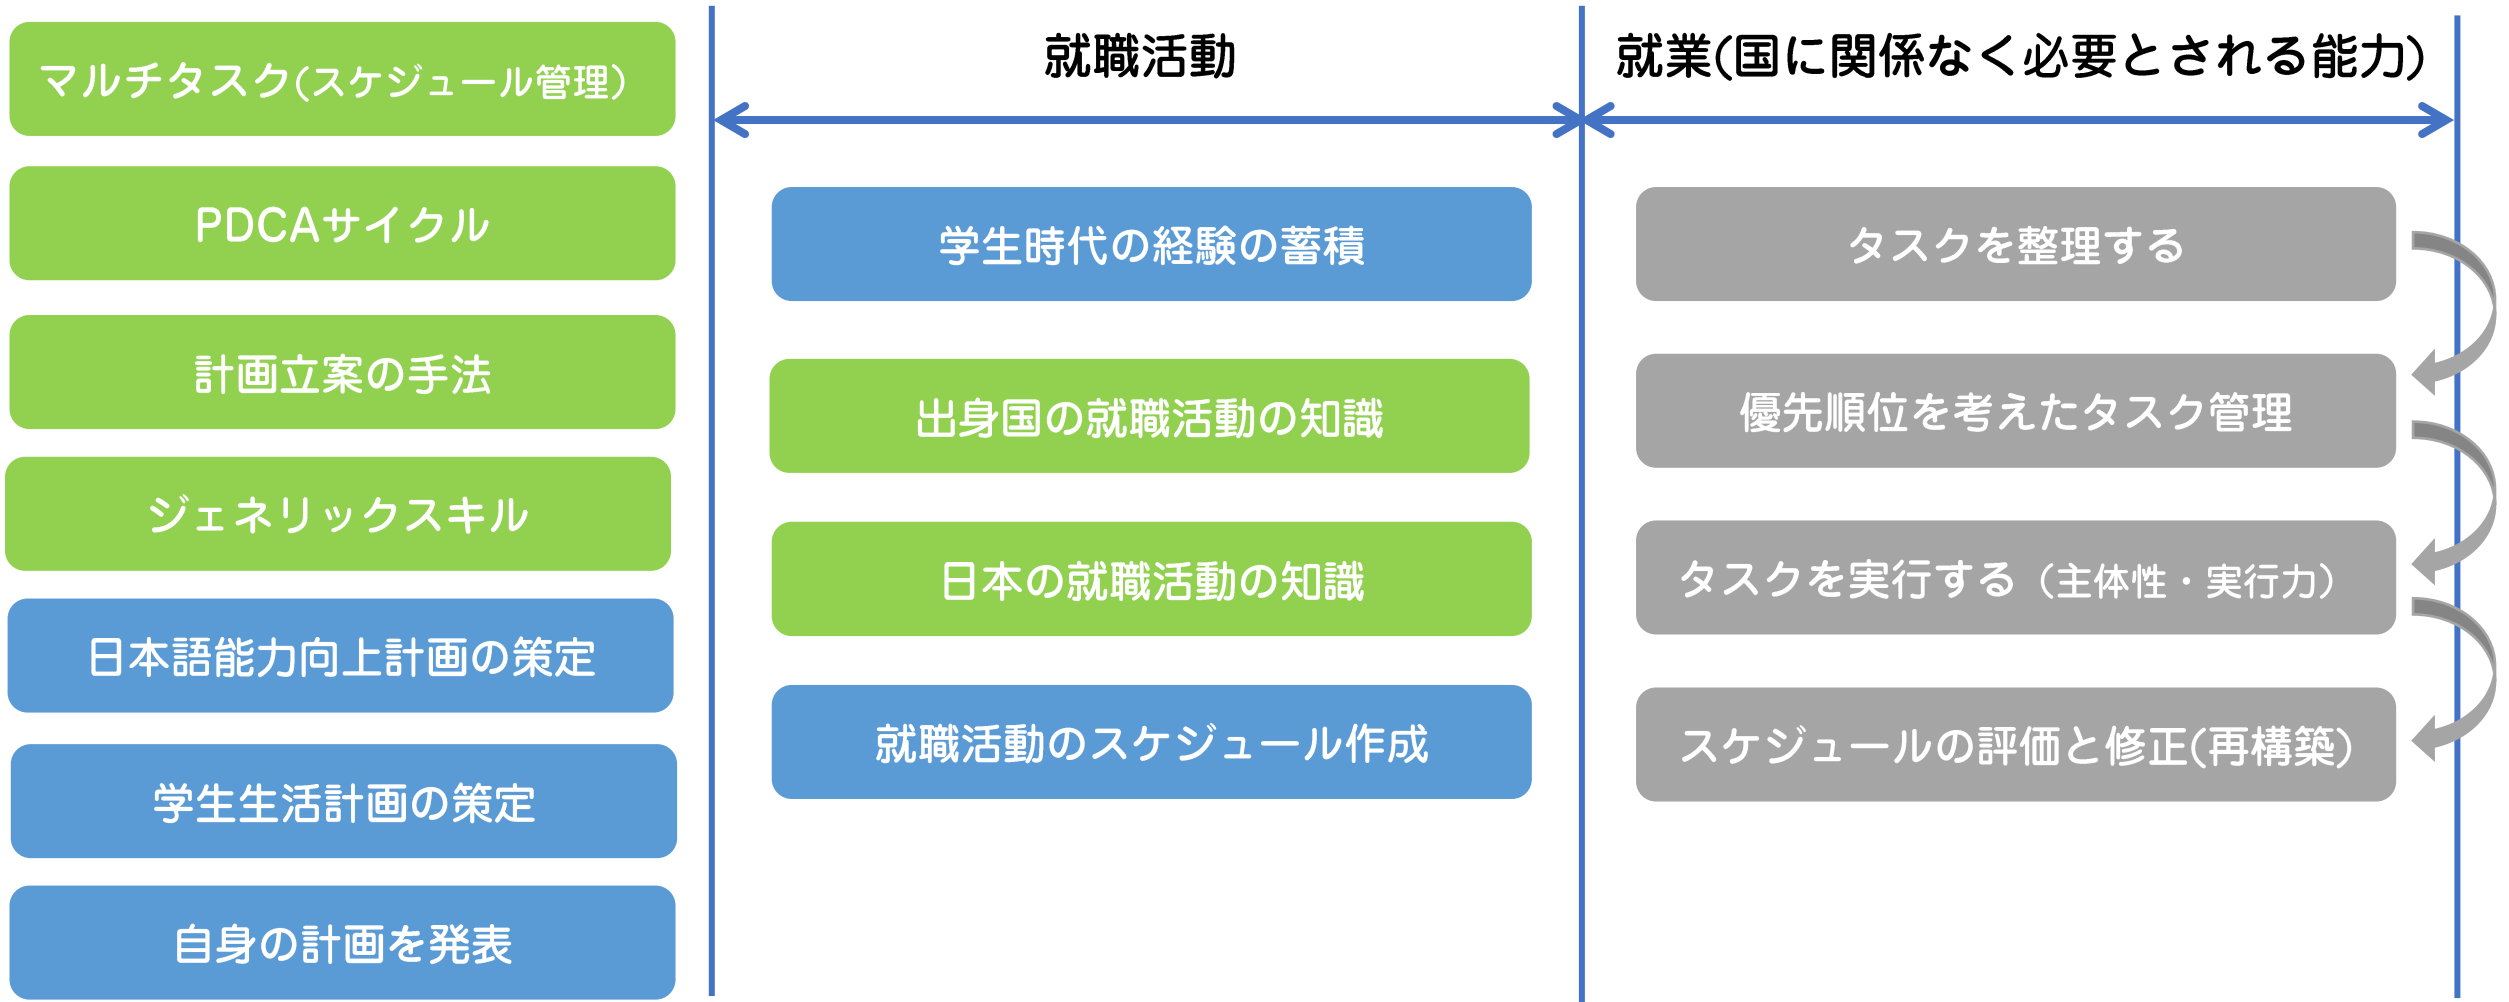 マルチタスク(スケジュール管理)
PDCAサイクル
計画立案の手法
ジェネリックスキル
日本語能力向上計画の策定
学生生活計画の策定
自身の計画を発表
就職活動
学生時代の経験の蓄積
出身国の就職活動の知識
日本の就職活動の知識
就職活動のスケジュール作成
就業(国に関係なく必要とされる能力)
タスクを整理する
優先順位を考えたタスク管理
タスクを実行する（主体性・実行力）
スケジュールの評価と修正(再構築)